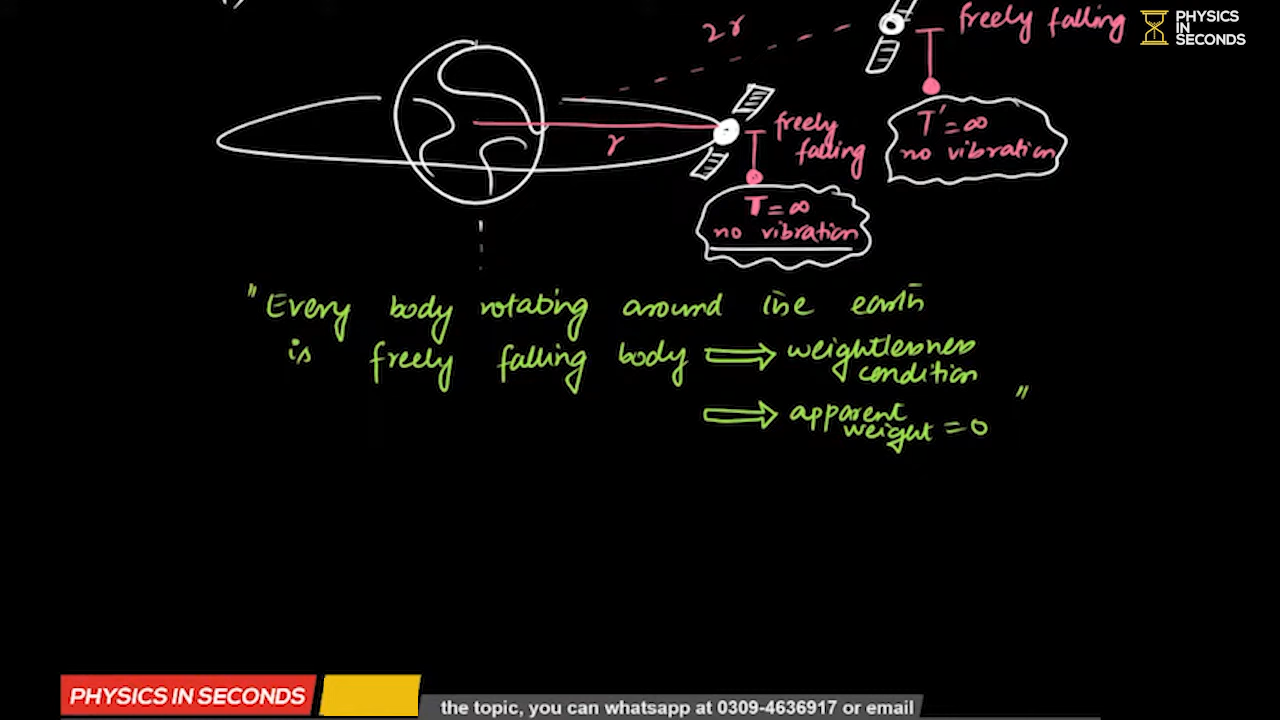 2r
freely falling
PHYSICS
IN
SECONDS
T' = ∞
no vibration
r
freely
falling
T = ∞
no vibration
" Every body rotating around the earth
is freely falling body ⟹ weightlessness
condition
⟹ apparent
weight = 0 "
PHYSICS IN SECONDS
the topic, you can whatsapp at 0309-4636917 or email